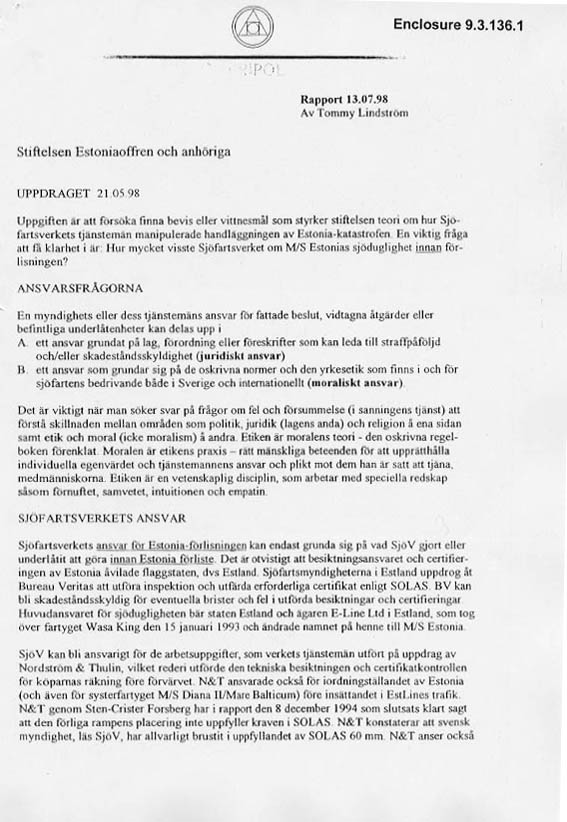 Enclosure 9.3.136.1
Rapport 13.07.98
Av Tommy Lindström
Stiftelsen Estoniaoffren och anhöriga
UPPDRAGET 21.05.98
Uppgiften är att försöka finna bevis eller vittnesmål som styrker stiftelsen teori om hur Sjö-
fartsverkets tjänstemän manipulerade handläggningen av Estonia-katastrofen. En viktig fråga
att få klarhet i är: Hur mycket visste Sjöfartsverket om M/S Estonias sjöduglighet innan för-
lisningen?
ANSVARSFRÅGORNA
En myndighets eller dess tjänstemäns ansvar för fattade beslut, vidtagna åtgärder eller
befintliga underlåtenheter kan delas upp i
A. ett ansvar grundat på lag, förordning eller föreskrifter som kan leda till straffpåföljd
och/eller skadeståndsskyldighet (juridiskt ansvar)
B. ett ansvar som grundar sig på de oskrivna normer och den yrkesetik som finns i och för
sjöfartens bedrivande både i Sverige och internationellt (moraliskt ansvar).
Det är viktigt när man söker svar på frågor om fel och försummelse (i sanningens tjänst) att
förstå skillnaden mellan områden som politik, juridik (lagens anda) och religion å ena sidan
samt etik och moral (icke moralism) å andra. Etiken är moralens teori - den oskrivna regel-
boken förenklat. Moralen är etikens praxis – rätt mänskliga beteenden för att upprätthålla
individuella egenvärdet och tjänstemannens ansvar och plikt mot dem han är satt att tjäna,
medmänniskorna. Etiken är en vetenskaplig disciplin, som arbetar med speciella redskap
såsom förnuftet, samvetet, intuitionen och empatin.
SJÖFARTSVERKETS ANSVAR
Sjöfartsverkets ansvar för Estonia-förlisningen kan endast grunda sig på vad SjöV gjort eller
underlåtit att göra innan Estonia förliste. Det är otvistigt att besiktningsansvaret och certifier-
ingen av Estonia åvilade flaggstaten, dvs Estland. Sjöfartsmyndigheterna i Estland uppdrog åt
Bureau Veritas att utföra inspektion och utfärda erforderliga certifikat enligt SOLAS. BV kan
bli skadeståndsskyldig för eventuella brister och fel i utförda besiktningar och certifieringar.
Huvudansvaret för sjödugligheten bär staten Estland och ägaren E-Line Ltd i Estland, som tog
över fartyget Wasa King den 15 januari 1993 och ändrade namnet på henne till M/S Estonia.
SjöV kan bli ansvarigt för de arbetsuppgifter, som verkets tjänstemän utfört på uppdrag av
Nordström & Thulin, vilket rederi utförde den tekniska besiktningen och certifikatkontrollen
för köparnas räkning före förvärvet. N&T ansvarade också för iordningställandet av Estonia
(och även för systerfartyget M/S Diana II/Mare Balticum) före insättandet i EstLines trafik.
N&T genom Sten-Crister Forsberg har i rapport den 8 december 1994 som slutsats klart sagt
att den förliga rampens placering inte uppfyller kraven i SOLAS. N&T konstaterar att svensk
myndighet, läs SjöV, har allvarligt brustit i uppfyllandet av SOLAS 60 mm. N&T anser också